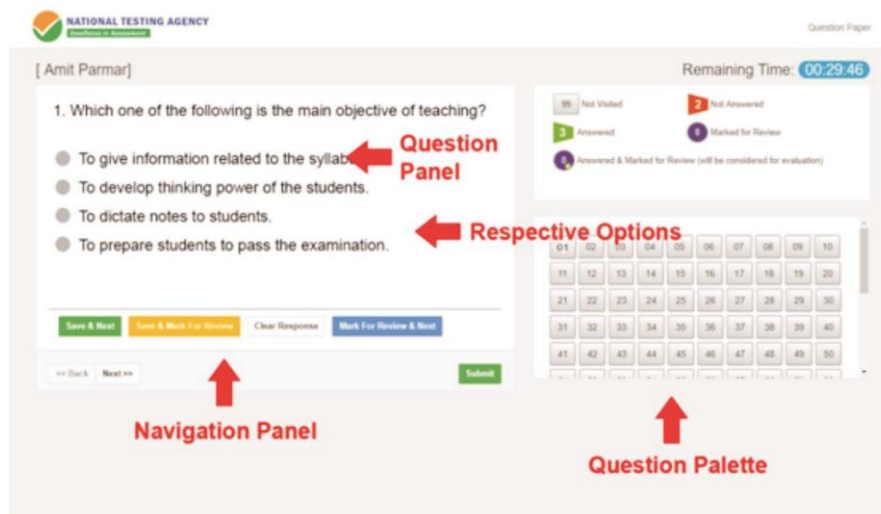 NATIONAL TESTING AGENCY
Excellence in Assessment
Question Paper
[ Amit Parmar]
Remaining Time: 00:29:46
1. Which one of the following is the main objective of teaching?
To give information related to the
To develop thinking power of the students.
To dictate notes to students.
To prepare students to pass the examination.
Question
Panel
Respective Options
Save & Next Save & Mark For Review Clear Response Mark For Review & Next
<< Back Next >> Submit
Navigation Panel
99 Not Visited 2 Not Answered
3 Answered Marked for Review
Answered & Marked for Review (will be considered for evaluation)
01 02 03 04 05 06 07 08 09 10
11 12 13 14 15 16 17 18 19 20
21 22 23 24 25 26 27 28 29 30
31 32 33 34 35 36 37 38 39 40
41 42 43 44 45 46 47 48 49 50
Question Palette